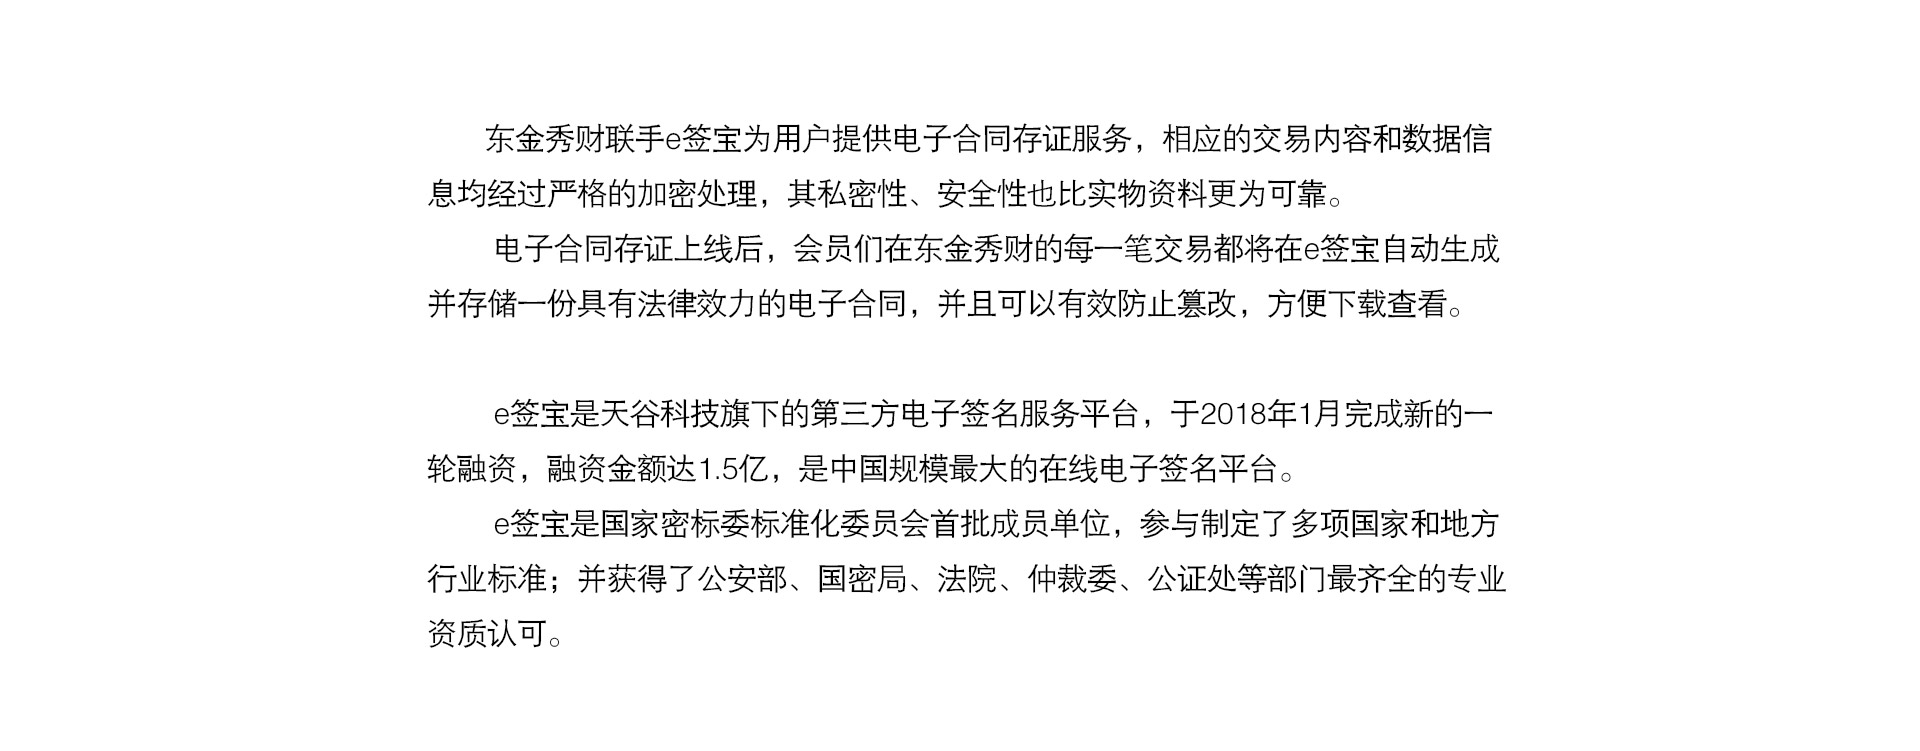 东金秀财联手e签宝为用户提供电子合同存证服务，相应的交易内容和数据信
息均经过严格的加密处理，其私密性、安全性也比实物资料更为可靠。
电子合同存证上线后，会员们在东金秀财的每一笔交易都将在e签宝自动生成
并存储一份具有法律效力的电子合同，并且可以有效防止篡改，方便下载查看。
e签宝是天谷科技旗下的第三方电子签名服务平台，于2018年1月完成新的一
轮融资，融资金额达1.5亿，是中国规模最大的在线电子签名平台。
e签宝是国家密标委标准化委员会首批成员单位，参与制定了多项国家和地方
行业标准；并获得了公安部、国密局、法院、仲裁委、公证处等部门最齐全的专业
资质认可。